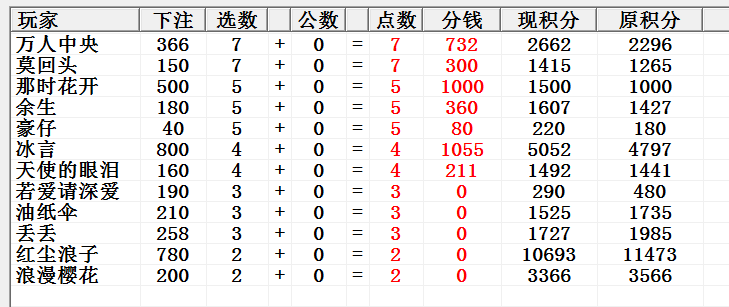 玩家 下注 选数 公数 点数 分钱 现积分 原积分
万人中央 366 7 + 0 = 7 732 2662 2296
莫回头 150 7 + 0 = 7 300 1415 1265
那时花开 500 5 + 0 = 5 1000 1500 1000
余生 180 5 + 0 = 5 360 1607 1427
豪仔 40 5 + 0 = 5 80 220 180
冰言 800 4 + 0 = 4 1055 5052 4797
天使的眼泪 160 4 + 0 = 4 211 1492 1441
若爱请深爱 190 3 + 0 = 3 0 290 480
油纸伞 210 3 + 0 = 3 0 1525 1735
丢丢 258 3 + 0 = 3 0 1727 1985
红尘浪子 780 2 + 0 = 2 0 10693 11473
浪漫樱花 200 2 + 0 = 2 0 3366 3566